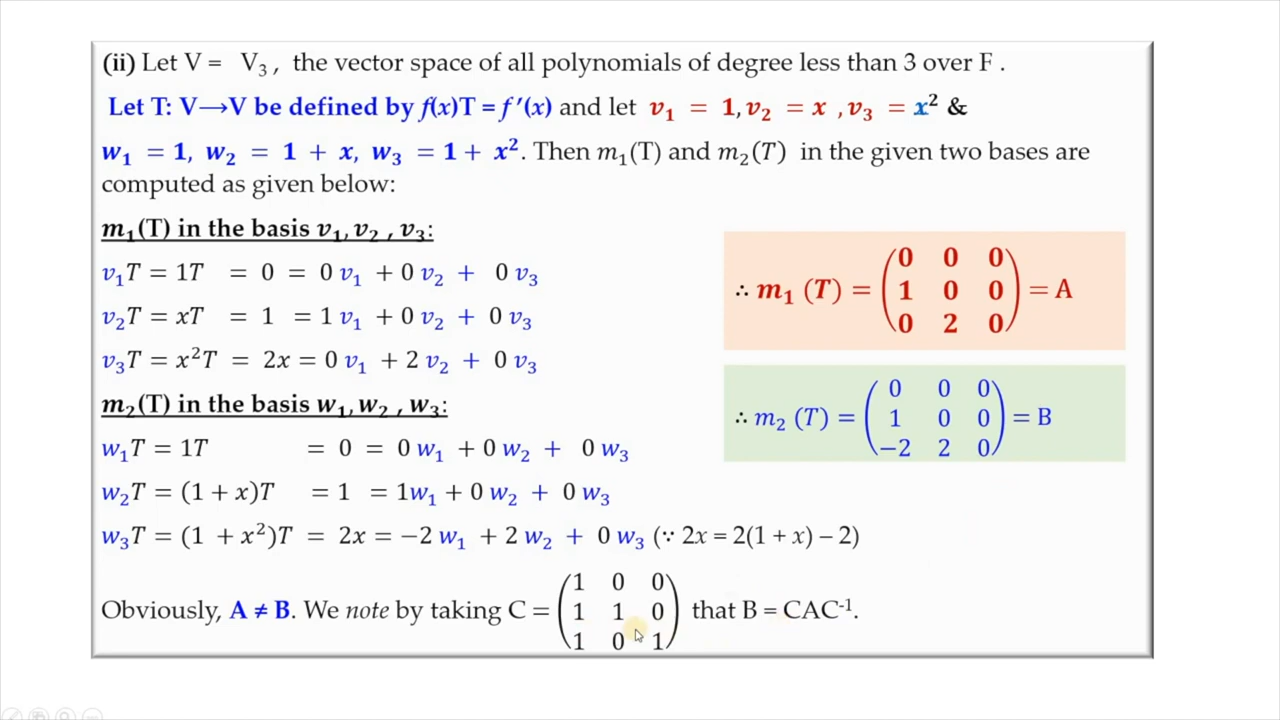 (ii) Let V = V₃ , the vector space of all polynomials of degree less than 3 over F .
Let T: V→V be defined by f(x)T = f ′(x) and let v₁ = 1, v₂ = x , v₃ = x² &
w₁ = 1, w₂ = 1 + x, w₃ = 1 + x². Then m₁(T) and m₂(T) in the given two bases are
computed as given below:
m₁(T) in the basis v₁, v₂ , v₃:
v₁T = 1T = 0 = 0 v₁ + 0 v₂ + 0 v₃
v₂T = xT = 1 = 1 v₁ + 0 v₂ + 0 v₃
v₃T = x²T = 2x = 0 v₁ + 2 v₂ + 0 v₃
m₂(T) in the basis w₁, w₂ , w₃:
w₁T = 1T = 0 = 0 w₁ + 0 w₂ + 0 w₃
w₂T = (1 + x)T = 1 = 1w₁ + 0 w₂ + 0 w₃
w₃T = (1 + x²)T = 2x = −2 w₁ + 2 w₂ + 0 w₃ (∵ 2x = 2(1 + x) – 2)
0 0 0
∴ m₁ (T) = ( 1 0 0 ) = A
0 2 0
0 0 0
∴ m₂ (T) = ( 1 0 0 ) = B
−2 2 0
1 0 0
Obviously, A ≠ B. We note by taking C = ( 1 1 0 ) that B = CAC⁻¹.
1 0 1